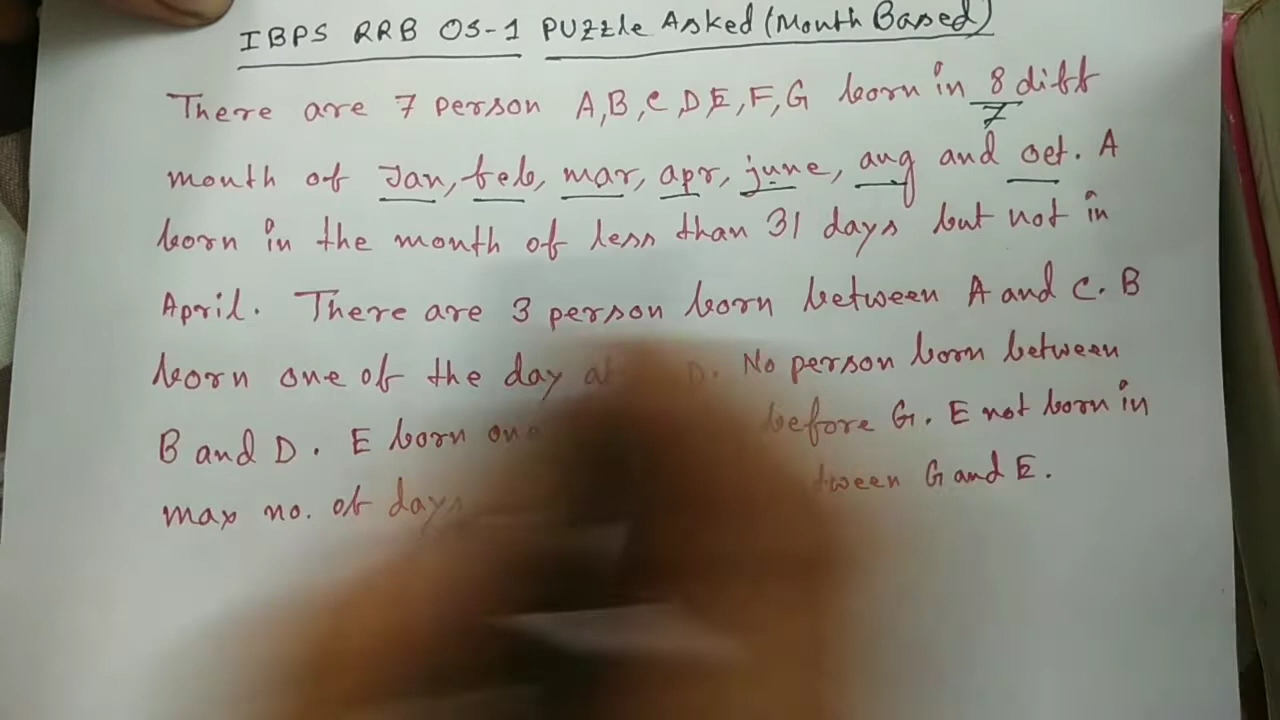 IBPS RRB OS-1 PUZZle Asked (Month Based)
There are 7 person A,B,C,D,E,F,G born in 8 diff
7
month of Jan, feb, mar, apr, june, aug and oct. A
born in the month of less than 31 days but not in
April. There are 3 person born between A and C. B
born one of the day D. No person born between
B and D. E born before G. E not born in
max no. of days G and E.